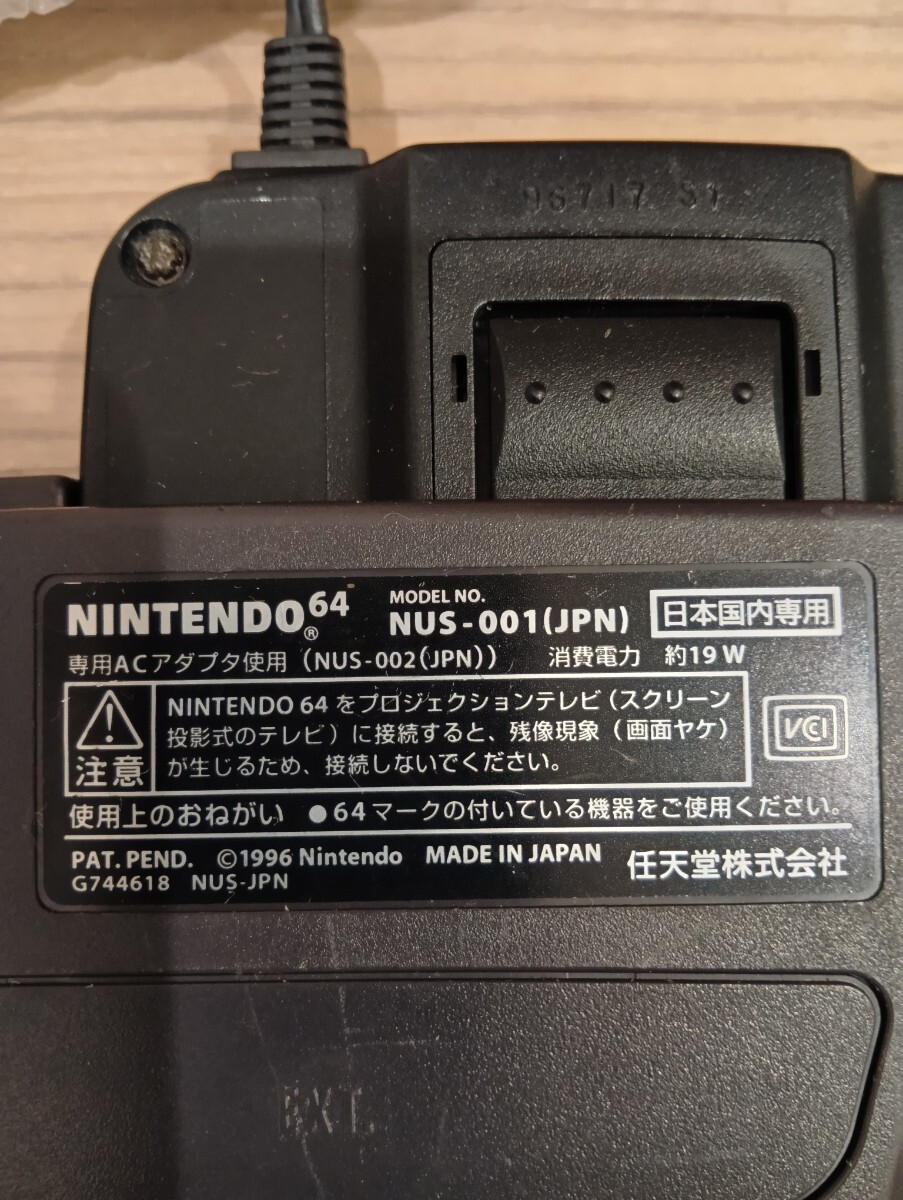 96717 S1
NINTENDO64® MODEL NO. NUS-001(JPN) 日本国内専用
専用ACアダプタ使用（NUS-002(JPN)） 消費電力 約19W
注意
NINTENDO 64 をプロジェクションテレビ（スクリーン
投影式のテレビ）に接続すると、残像現象（画面ヤケ）
が生じるため、接続しないでください。
VCI
使用上のおねがい ●64マークの付いている機器をご使用ください。
PAT. PEND. ©1996 Nintendo MADE IN JAPAN 任天堂株式会社
G744618 NUS-JPN
EXT.